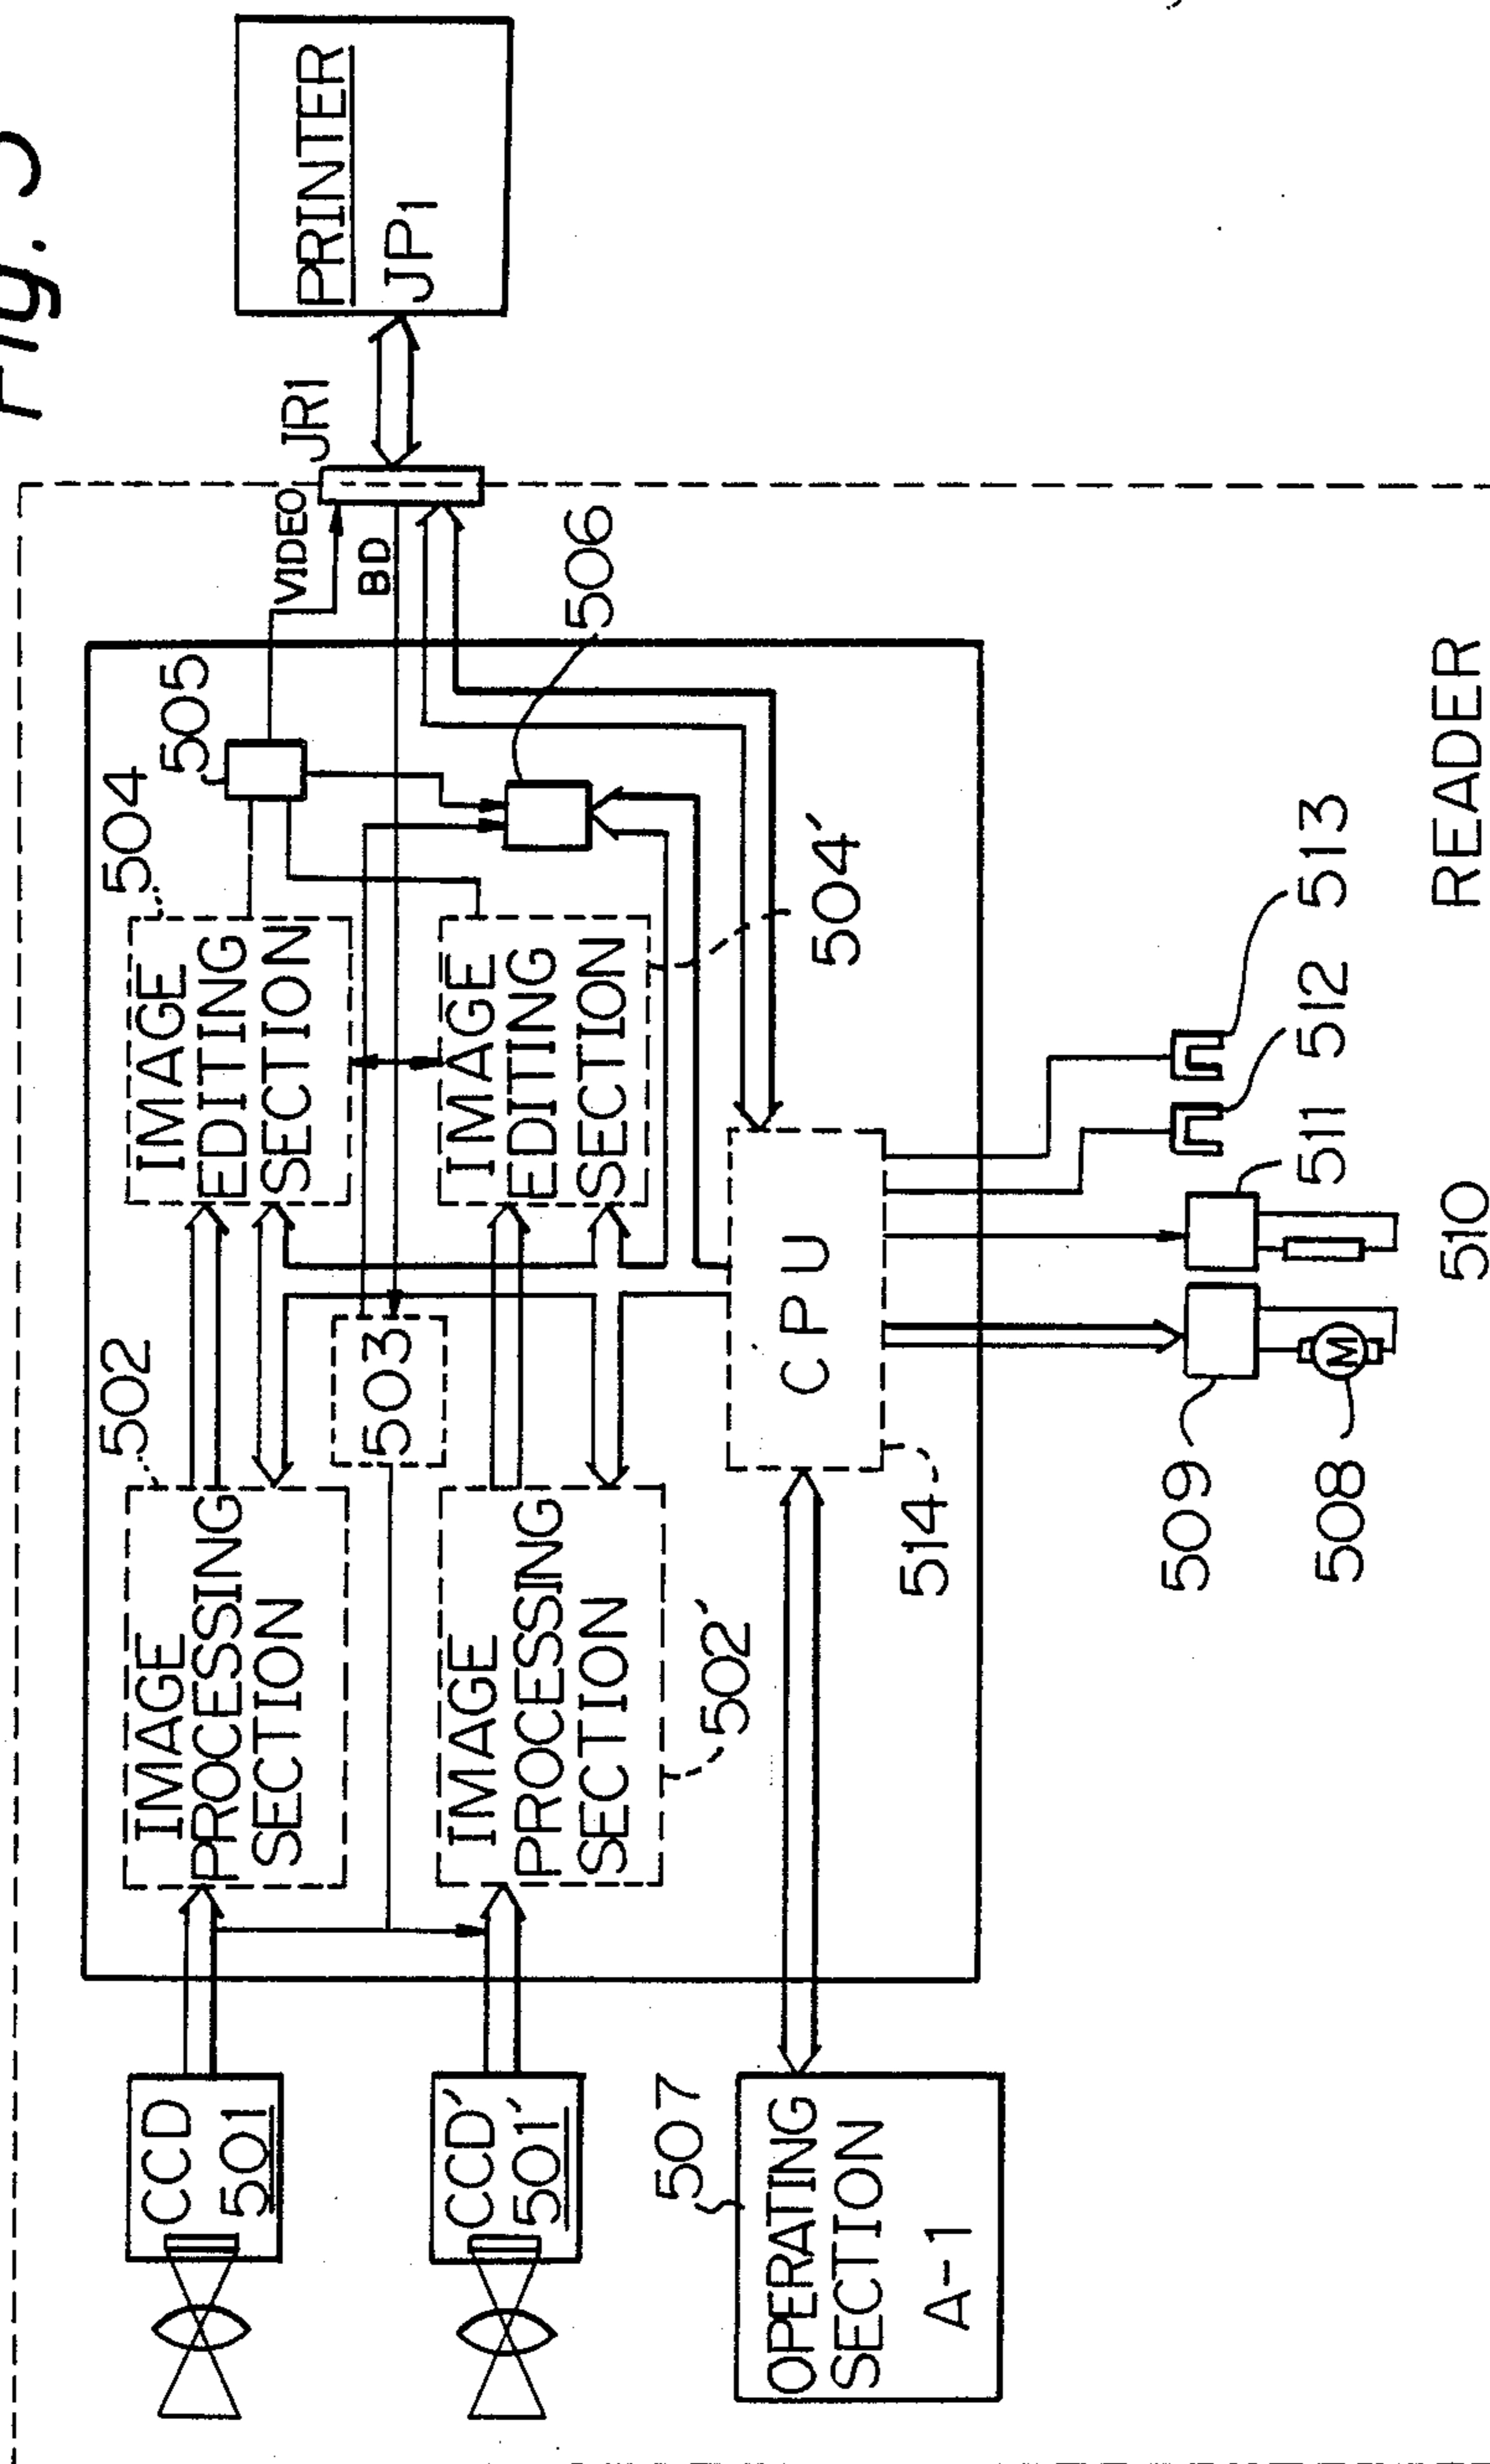 Fig. 5
PRINTER
JP1
JR1
VIDEO
BD
506
505
504
IMAGE
EDITING
SECTION
IMAGE
EDITING
SECTION
504'
502
503
IMAGE
PROCESSING
SECTION
IMAGE
PROCESSING
SECTION
502'
CPU
514
CCD
501
CCD'
501'
507
OPERATING
SECTION
A-1
READER
513
512
511
510
509
M
508